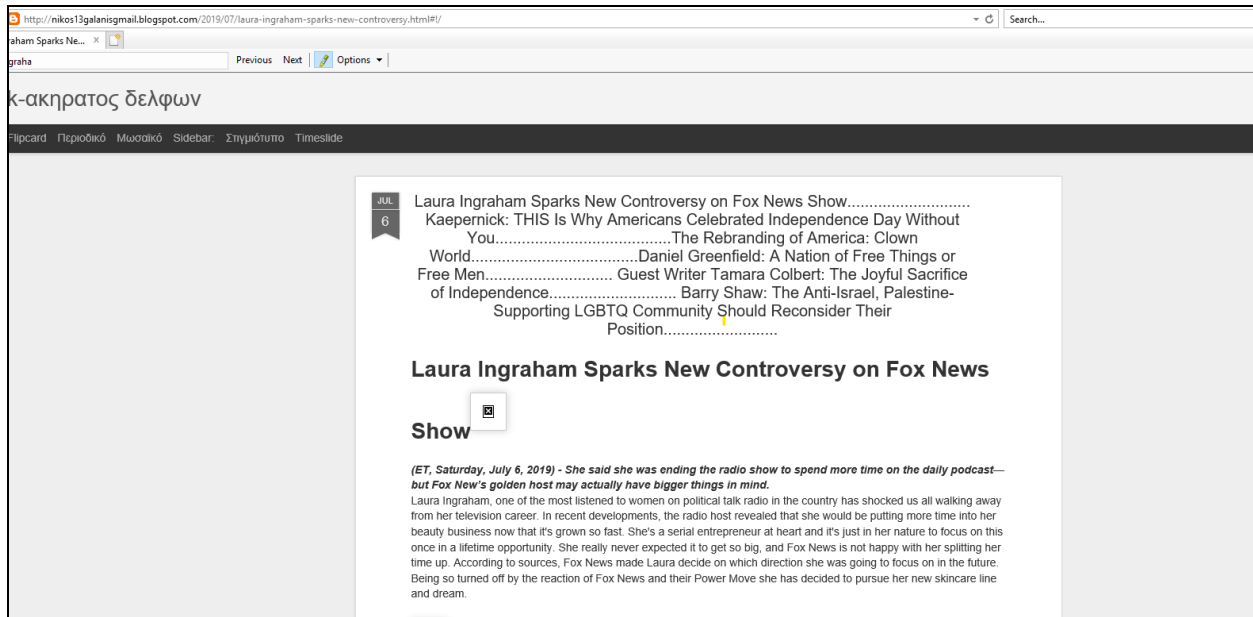 http://nikos13galanisgmail.blogspot.com/2019/07/laura-ingraham-sparks-new-controversy.html#!/
Search...
raham Sparks Ne... ×
graha Previous Next Options
k-ακηρατος δελφων
Flipcard Περιοδικό Μωσαϊκό Sidebar: Στιγμιότυπο Timeslide
JUL
6
Laura Ingraham Sparks New Controversy on Fox News Show............................
Kaepernick: THIS Is Why Americans Celebrated Independence Day Without
You........................................The Rebranding of America: Clown
World......................................Daniel Greenfield: A Nation of Free Things or
Free Men............................. Guest Writer Tamara Colbert: The Joyful Sacrifice
of Independence............................. Barry Shaw: The Anti-Israel, Palestine-
Supporting LGBTQ Community Should Reconsider Their
Position..........................
Laura Ingraham Sparks New Controversy on Fox News
Show
(ET, Saturday, July 6, 2019) - She said she was ending the radio show to spend more time on the daily podcast—
but Fox New's golden host may actually have bigger things in mind.
Laura Ingraham, one of the most listened to women on political talk radio in the country has shocked us all walking away
from her television career. In recent developments, the radio host revealed that she would be putting more time into her
beauty business now that it's grown so fast. She's a serial entrepreneur at heart and it's just in her nature to focus on this
once in a lifetime opportunity. She really never expected it to get so big, and Fox News is not happy with her splitting her
time up. According to sources, Fox News made Laura decide on which direction she was going to focus on in the future.
Being so turned off by the reaction of Fox News and their Power Move she has decided to pursue her new skincare line
and dream.